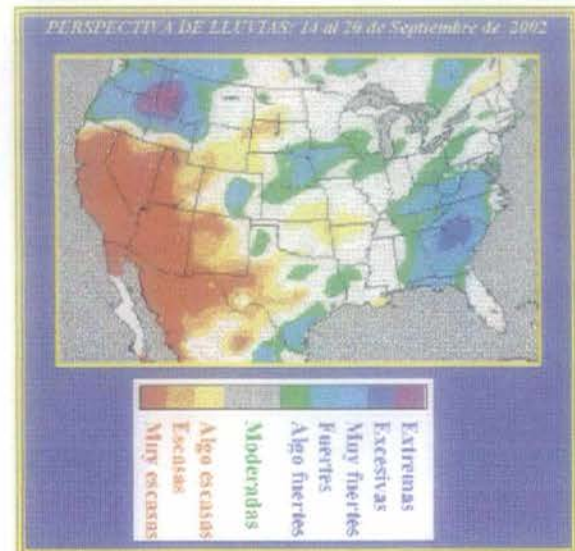 PERSPECTIVA DE LLUVIAS: 14 al 20 de Septiembre de 2002
Extremas
Excesivas
Muy fuertes
Fuertes
Algo fuertes
Moderadas
Algo escasas
Escasas
Muy escasas